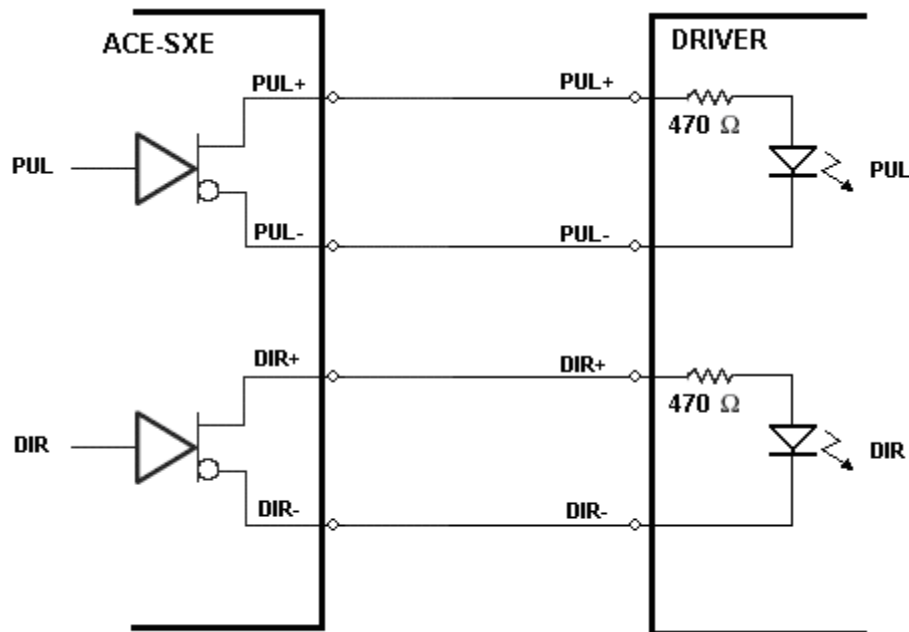 ACE-SXE
DRIVER
PUL+
PUL+
470 Ω
PUL
PUL
PUL-
PUL-
DIR+
DIR+
470 Ω
DIR
DIR
DIR-
DIR-